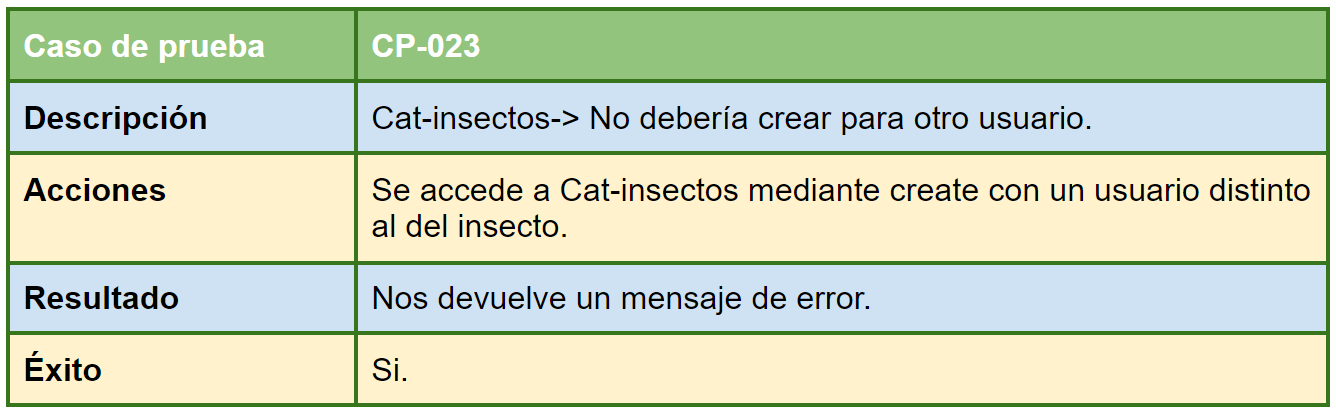 Caso de prueba CP-023
Descripción Cat-insectos-> No debería crear para otro usuario.
Acciones Se accede a Cat-insectos mediante create con un usuario distinto
al del insecto.
Resultado Nos devuelve un mensaje de error.
Éxito Si.